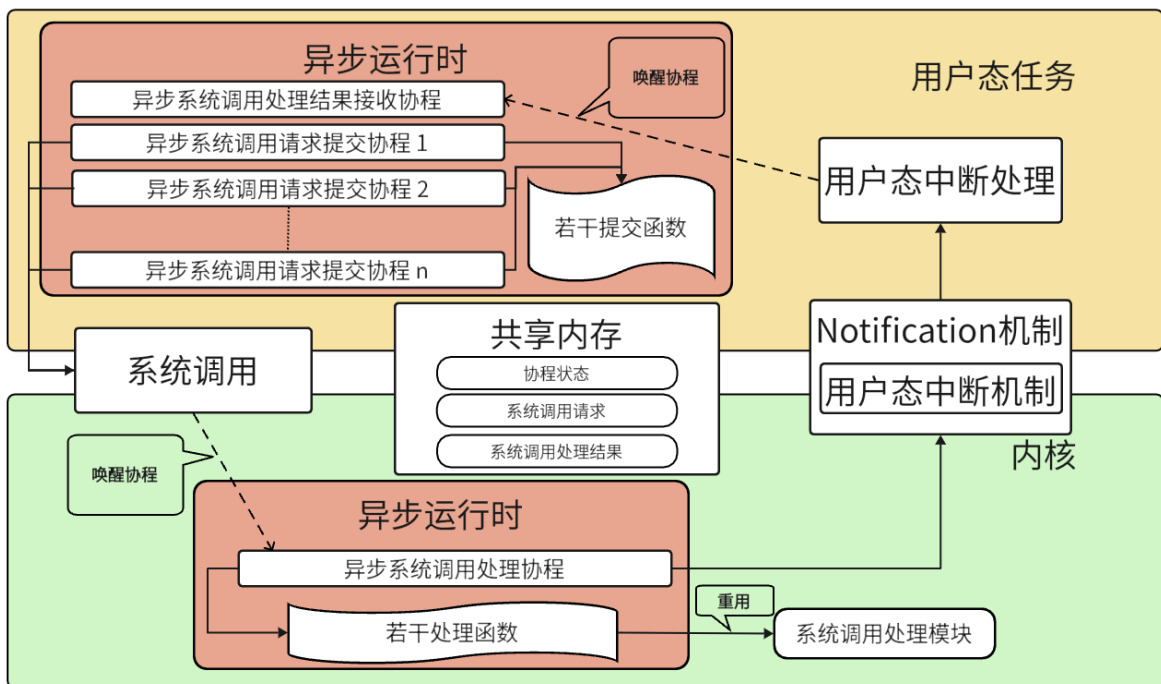 异步运行时
唤醒协程
用户态任务
异步系统调用处理结果接收协程
异步系统调用请求提交协程 1
异步系统调用请求提交协程 2
用户态中断处理
若干提交函数
异步系统调用请求提交协程 n
共享内存
Notification机制
系统调用
协程状态
用户态中断机制
系统调用请求
系统调用处理结果
内核
唤醒协程
异步运行时
异步系统调用处理协程
重用
若干处理函数
系统调用处理模块